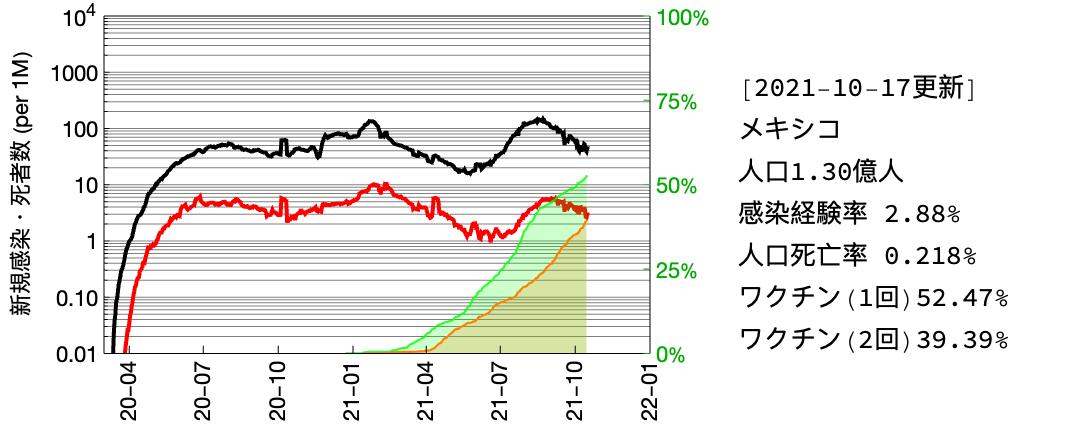 新規感染・死者数 (per 1M)
10^4
1000
100
10
1
0.10
0.01
100%
75%
50%
25%
0%
20-04
20-07
20-10
21-01
21-04
21-07
21-10
22-01
[2021-10-17更新]
メキシコ
人口1.30億人
感染経験率 2.88%
人口死亡率 0.218%
ワクチン(1回)52.47%
ワクチン(2回)39.39%